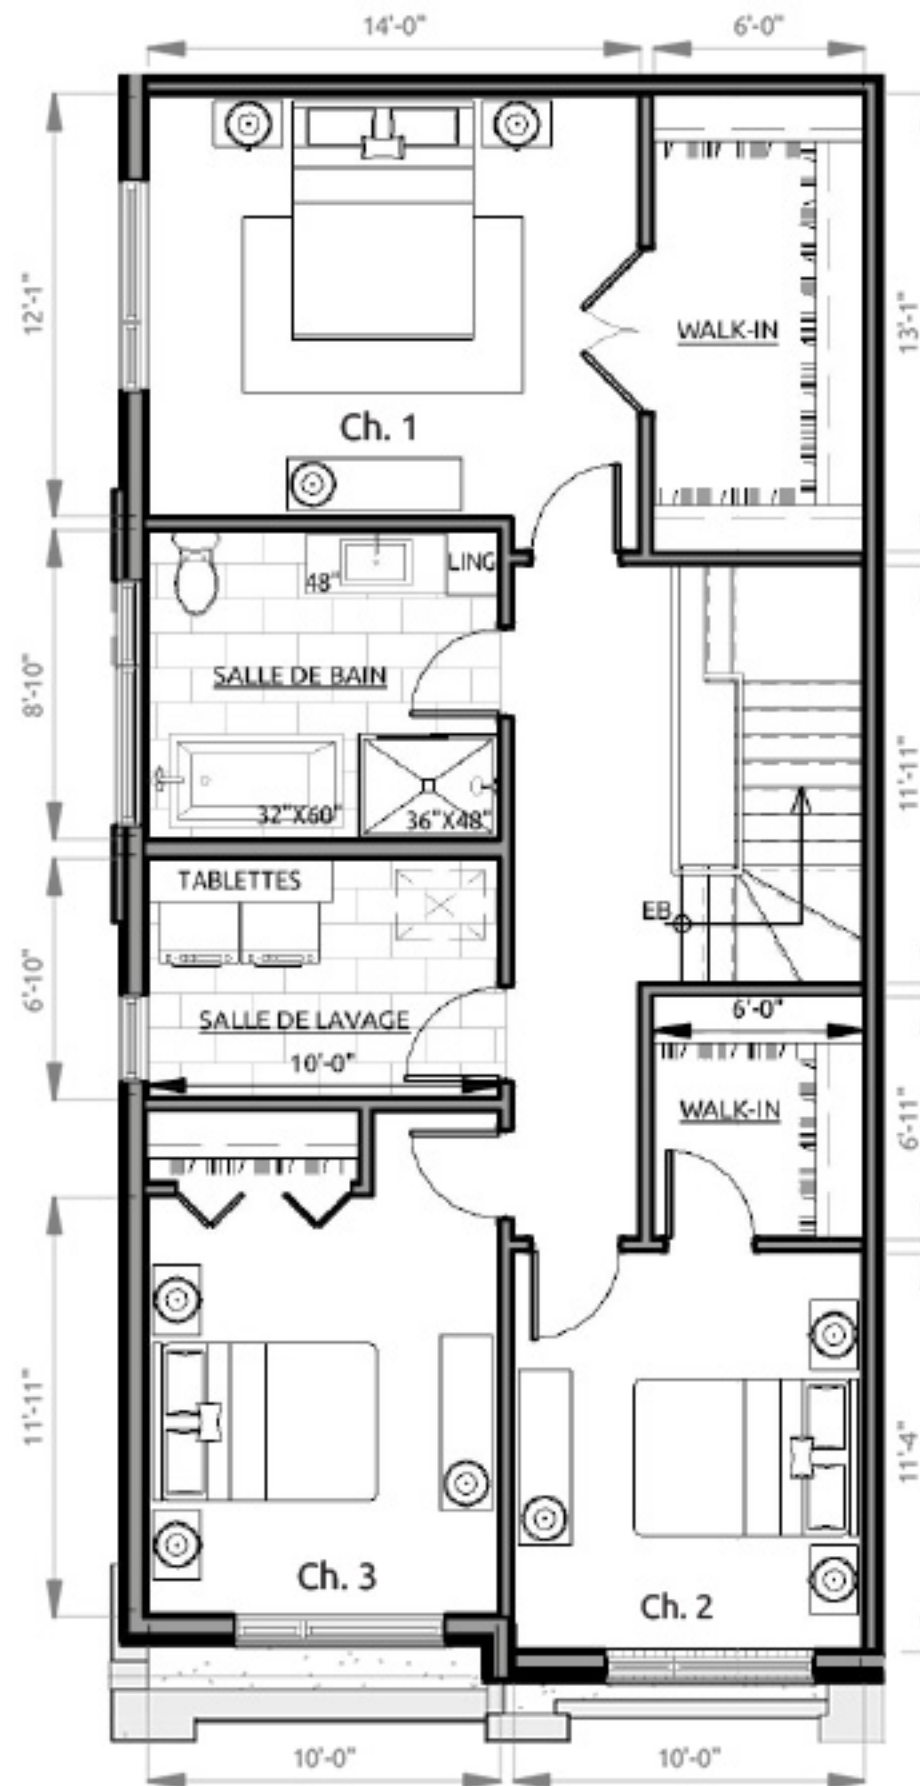 14'-0"
6'-0"
12'-1"
WALK-IN
13'-1"
Ch. 1
LING
48"
8'-10"
SALLE DE BAIN
11'-11"
32"X60"
36"X48"
TABLETTES
EB
6'-10"
6'-0"
SALLE DE LAVAGE
10'-0"
WALK-IN
6'-11"
11'-11"
11'-4"
Ch. 3
Ch. 2
10'-0"
10'-0"